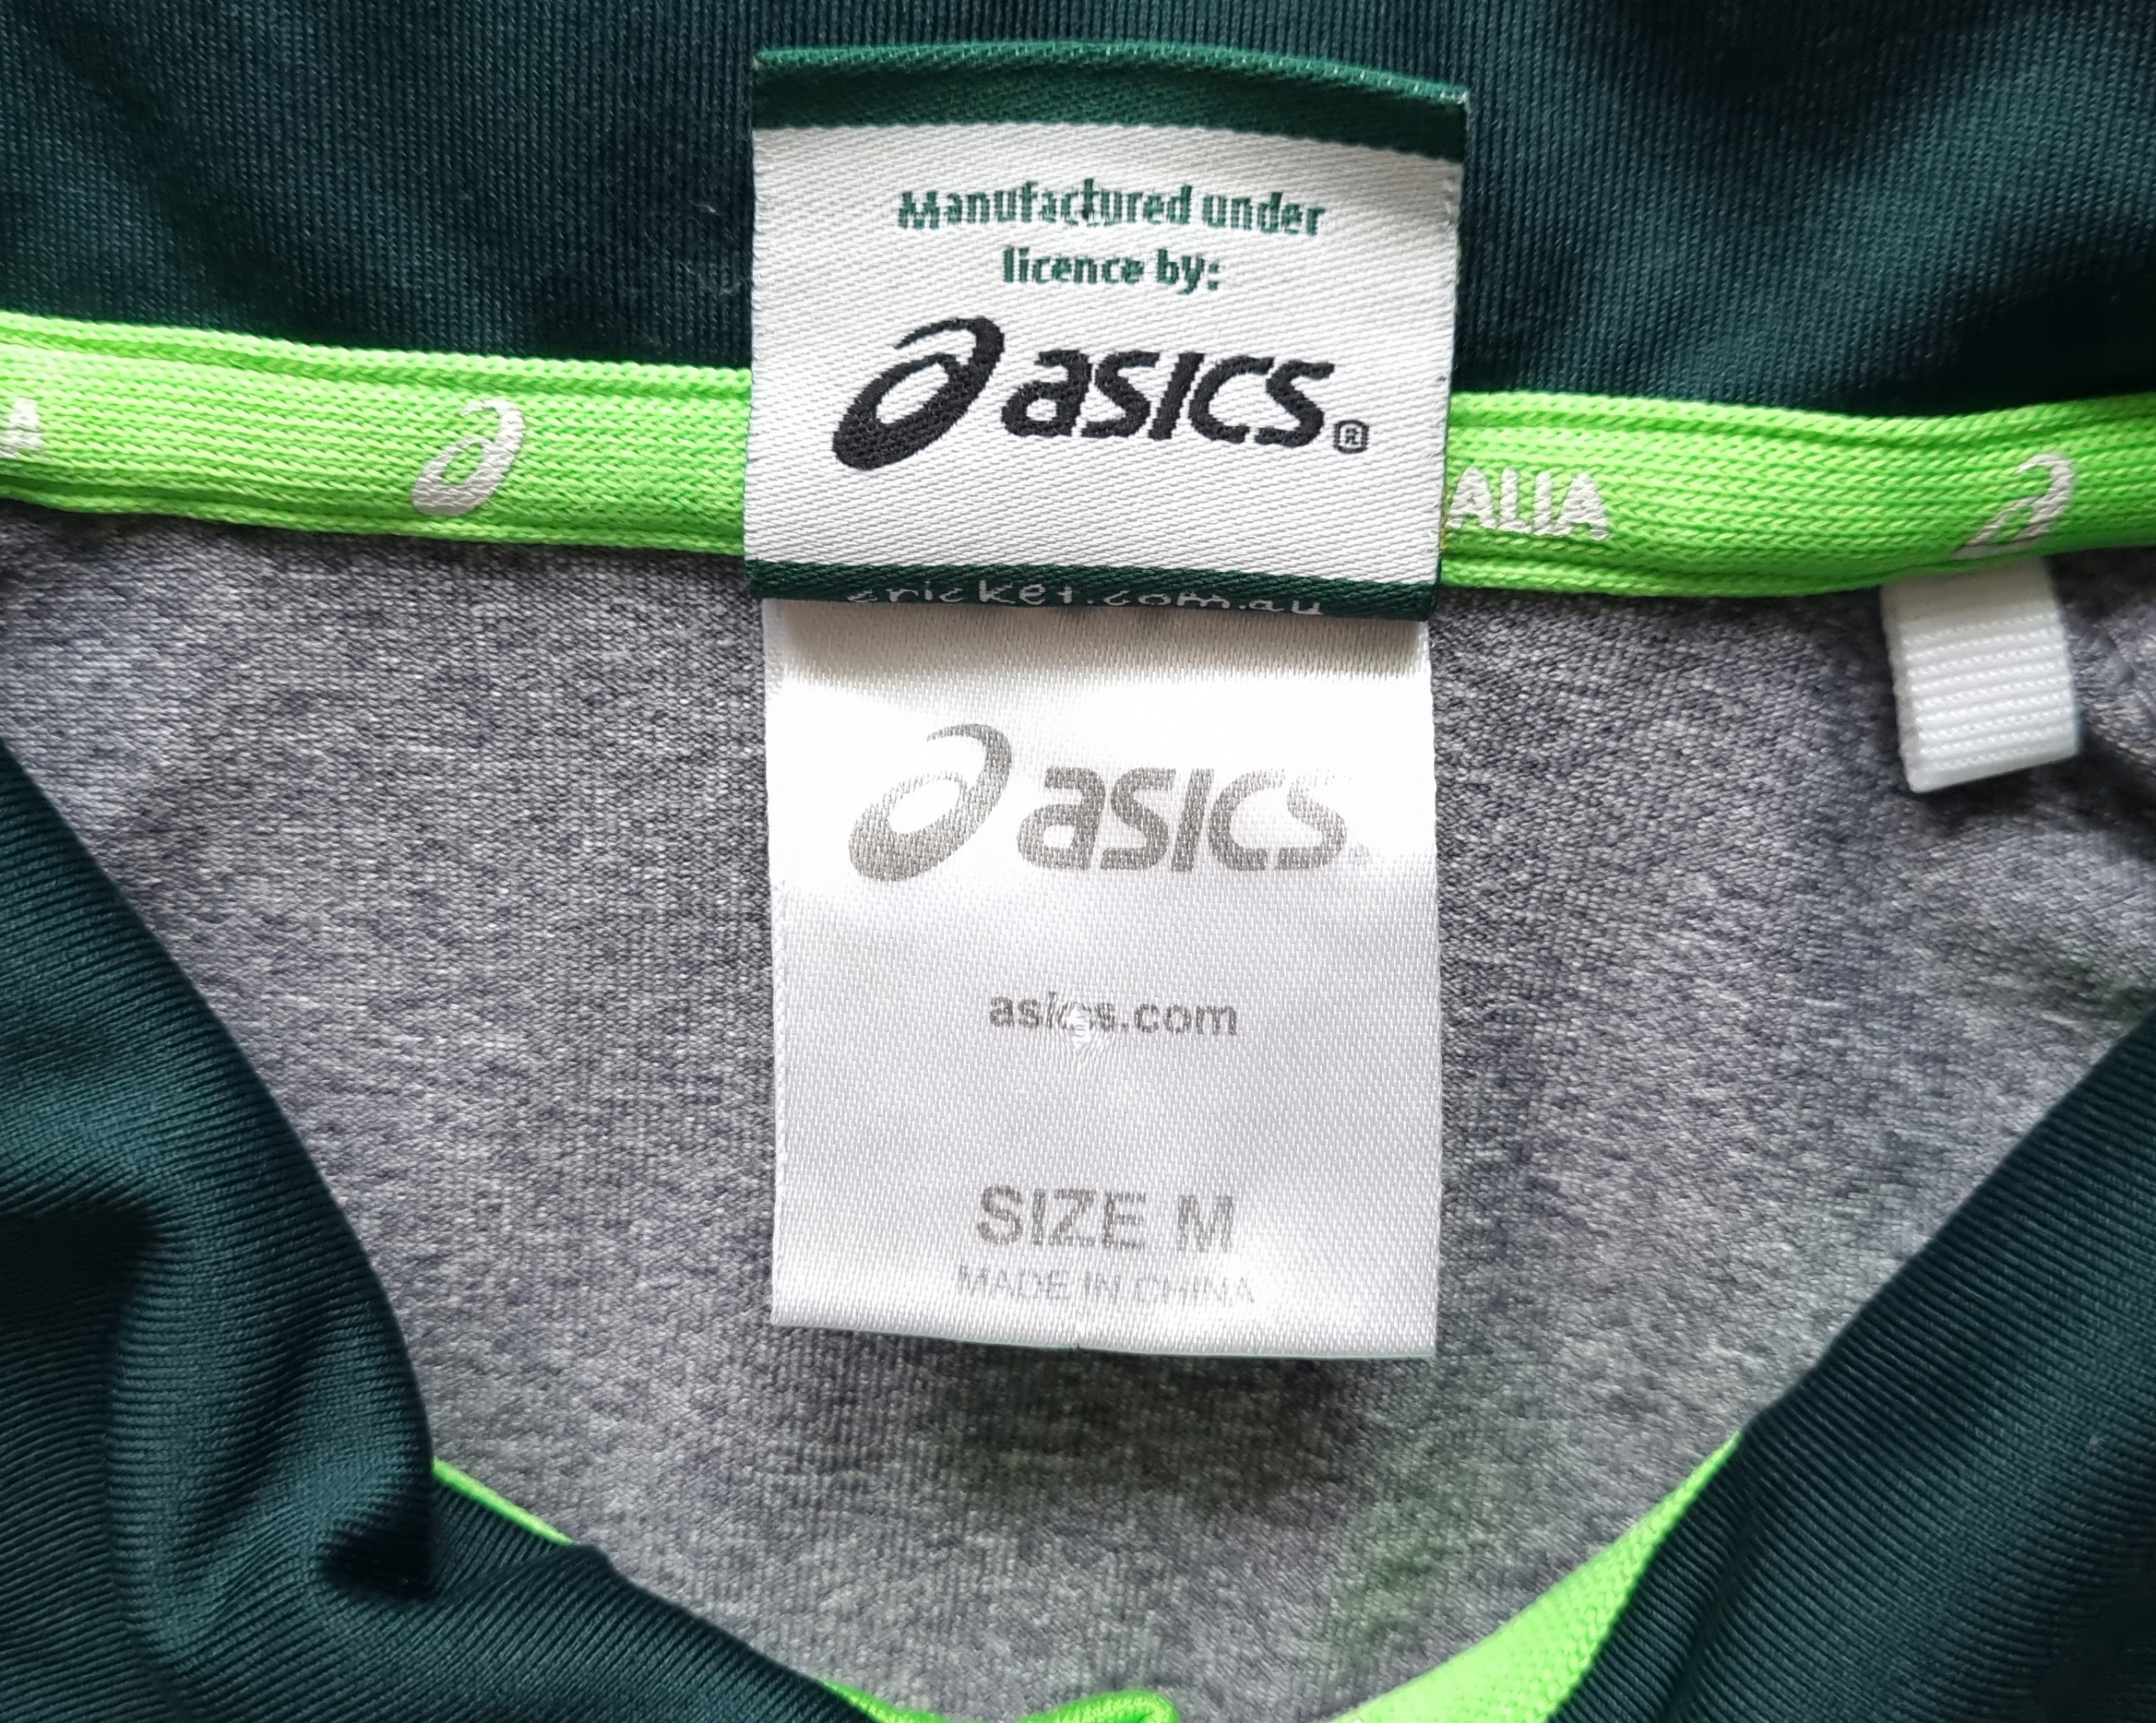 Manufactured under
licence by:
asics®
A
ALIA
cricket.com.au
asics
asics.com
SIZE M
MADE IN CHINA